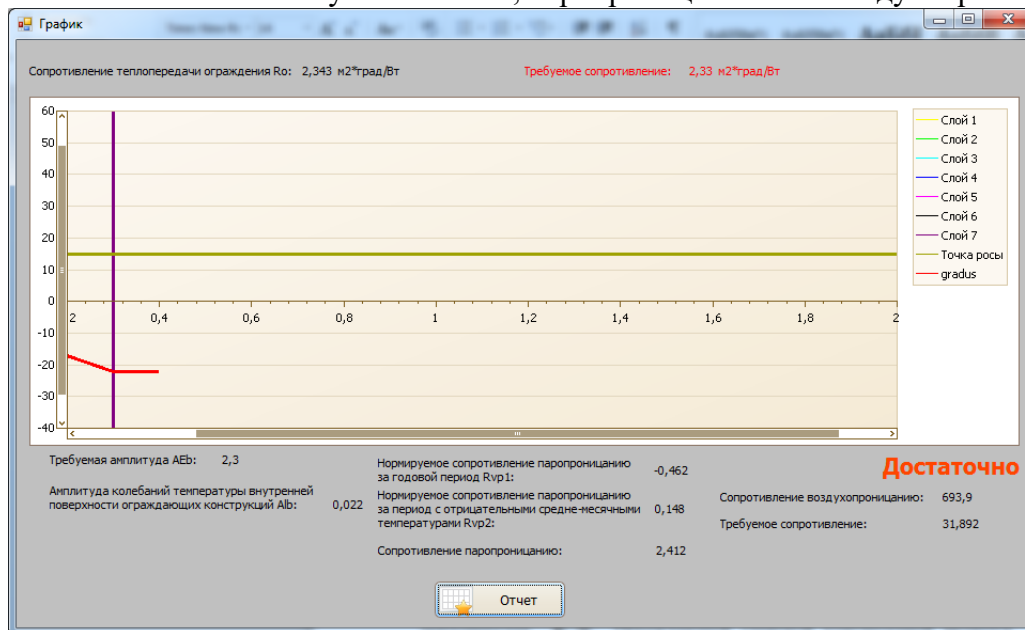 График
Сопротивление теплопередачи ограждения Ro: 2,343 м2*град/Вт
Требуемое сопротивление: 2,33 м2*град/Вт
60
50
40
30
20
10
0
-10
-20
-30
-40
2 0,4 0,6 0,8 1 1,2 1,4 1,6 1,8 2
Слой 1
Слой 2
Слой 3
Слой 4
Слой 5
Слой 6
Слой 7
Точка росы
gradus
Требуемая амплитуда AEb: 2,3
Амплитуда колебаний температуры внутренней
поверхности ограждающих конструкций Alb: 0,022
Нормируемое сопротивление паропроницанию
за годовой период Rvp1: -0,462
Нормируемое сопротивление паропроницанию
за период с отрицательными средне-месячными
температурами Rvp2: 0,148
Сопротивление паропроницанию: 2,412
Достаточно
Сопротивление воздухопроницанию: 693,9
Требуемое сопротивление: 31,892
Отчет